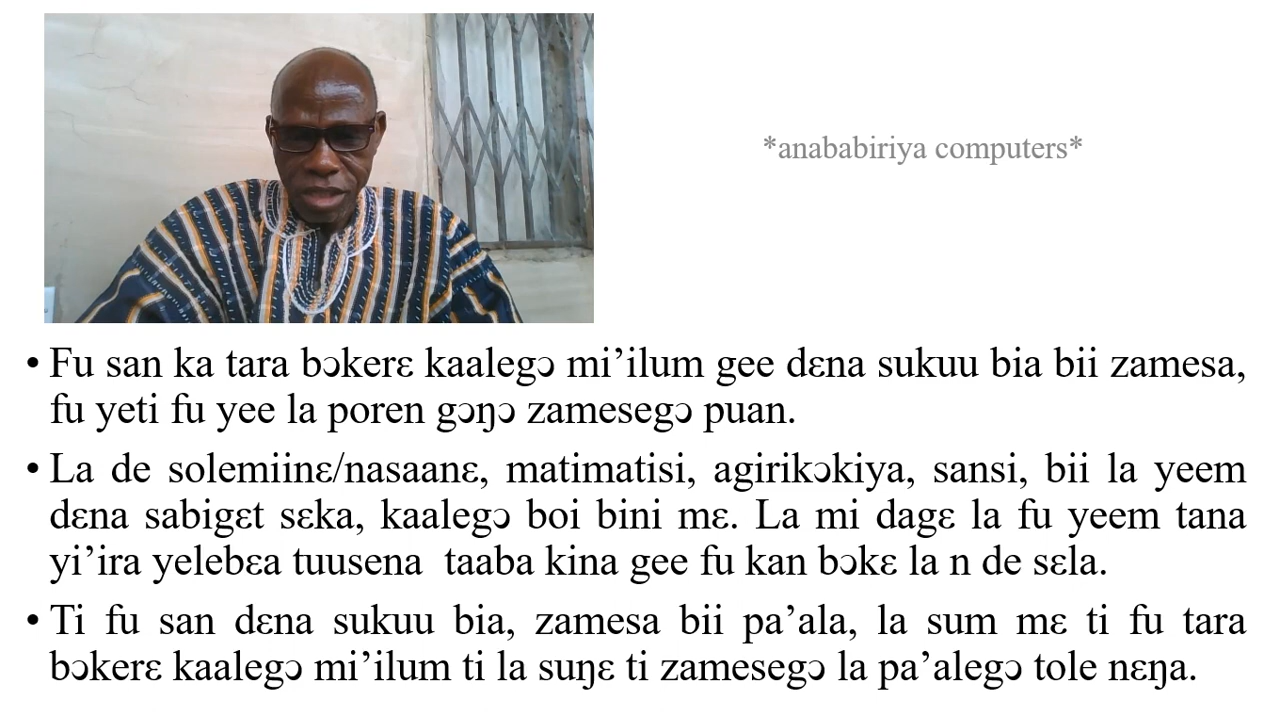 *anababiriya computers*
• Fu san ka tara bɔkerɛ kaalegɔ mi’ilum gee dɛna sukuu bia bii zamesa,
fu yeti fu yee la poren gɔŋɔ zamesegɔ puan.
• La de solemiinɛ/nasaanɛ, matimatisi, agirikɔkiya, sansi, bii la yeem
dɛna sabigɛt sɛka, kaalegɔ boi bini mɛ. La mi dagɛ la fu yeem tana
yi’ira yelebɛa tuusena taaba kina gee fu kan bɔkɛ la n de sɛla.
• Ti fu san dɛna sukuu bia, zamesa bii pa’ala, la sum mɛ ti fu tara
bɔkerɛ kaalegɔ mi’ilum ti la suŋɛ ti zamesegɔ la pa’alegɔ tole nɛŋa.